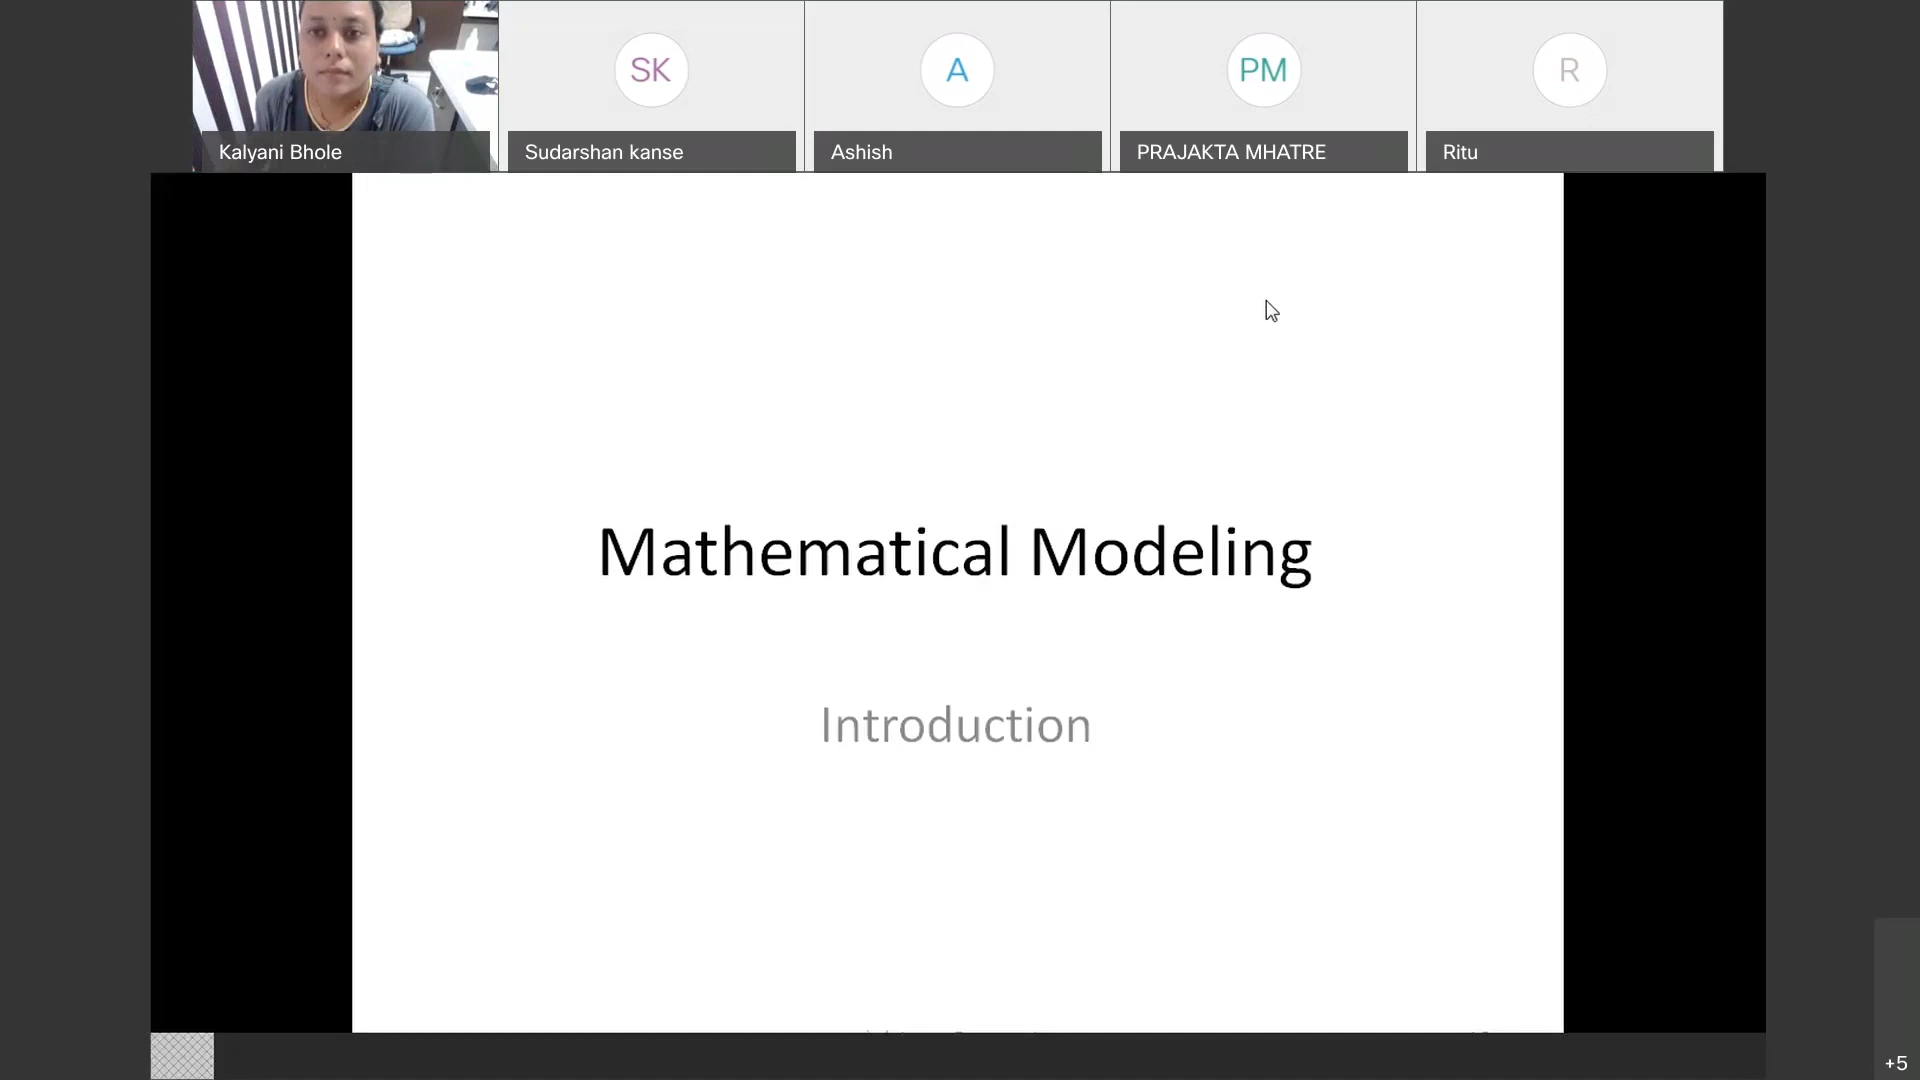 SK
A
PM
R
Kalyani Bhole
Sudarshan kanse
Ashish
PRAJAKTA MHATRE
Ritu
Mathematical Modeling
Introduction
+5